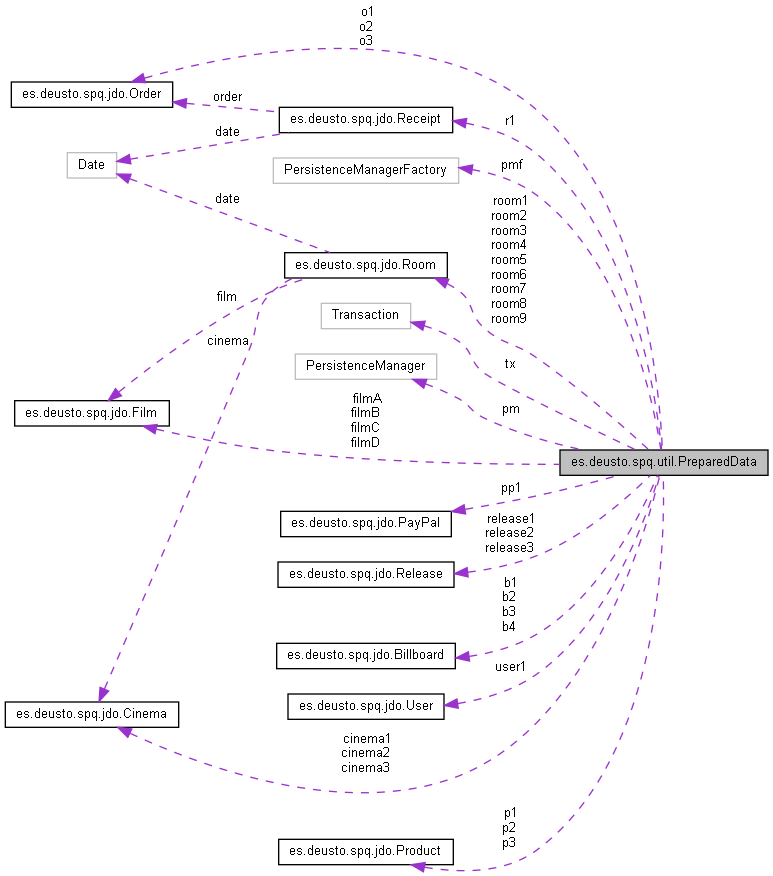 o1
o2
o3
es.deusto.spq.jdo.Order
order
es.deusto.spq.jdo.Receipt
r1
date
Date
PersistenceManagerFactory
pmf
date
room1
room2
room3
room4
room5
room6
room7
room8
room9
es.deusto.spq.jdo.Room
film
Transaction
cinema
PersistenceManager
tx
filmA
filmB
filmC
filmD
pm
es.deusto.spq.jdo.Film
es.deusto.spq.util.PreparedData
pp1
es.deusto.spq.jdo.PayPal
release1
release2
release3
es.deusto.spq.jdo.Release
b1
b2
b3
b4
es.deusto.spq.jdo.Billboard
user1
es.deusto.spq.jdo.User
es.deusto.spq.jdo.Cinema
cinema1
cinema2
cinema3
p1
p2
p3
es.deusto.spq.jdo.Product